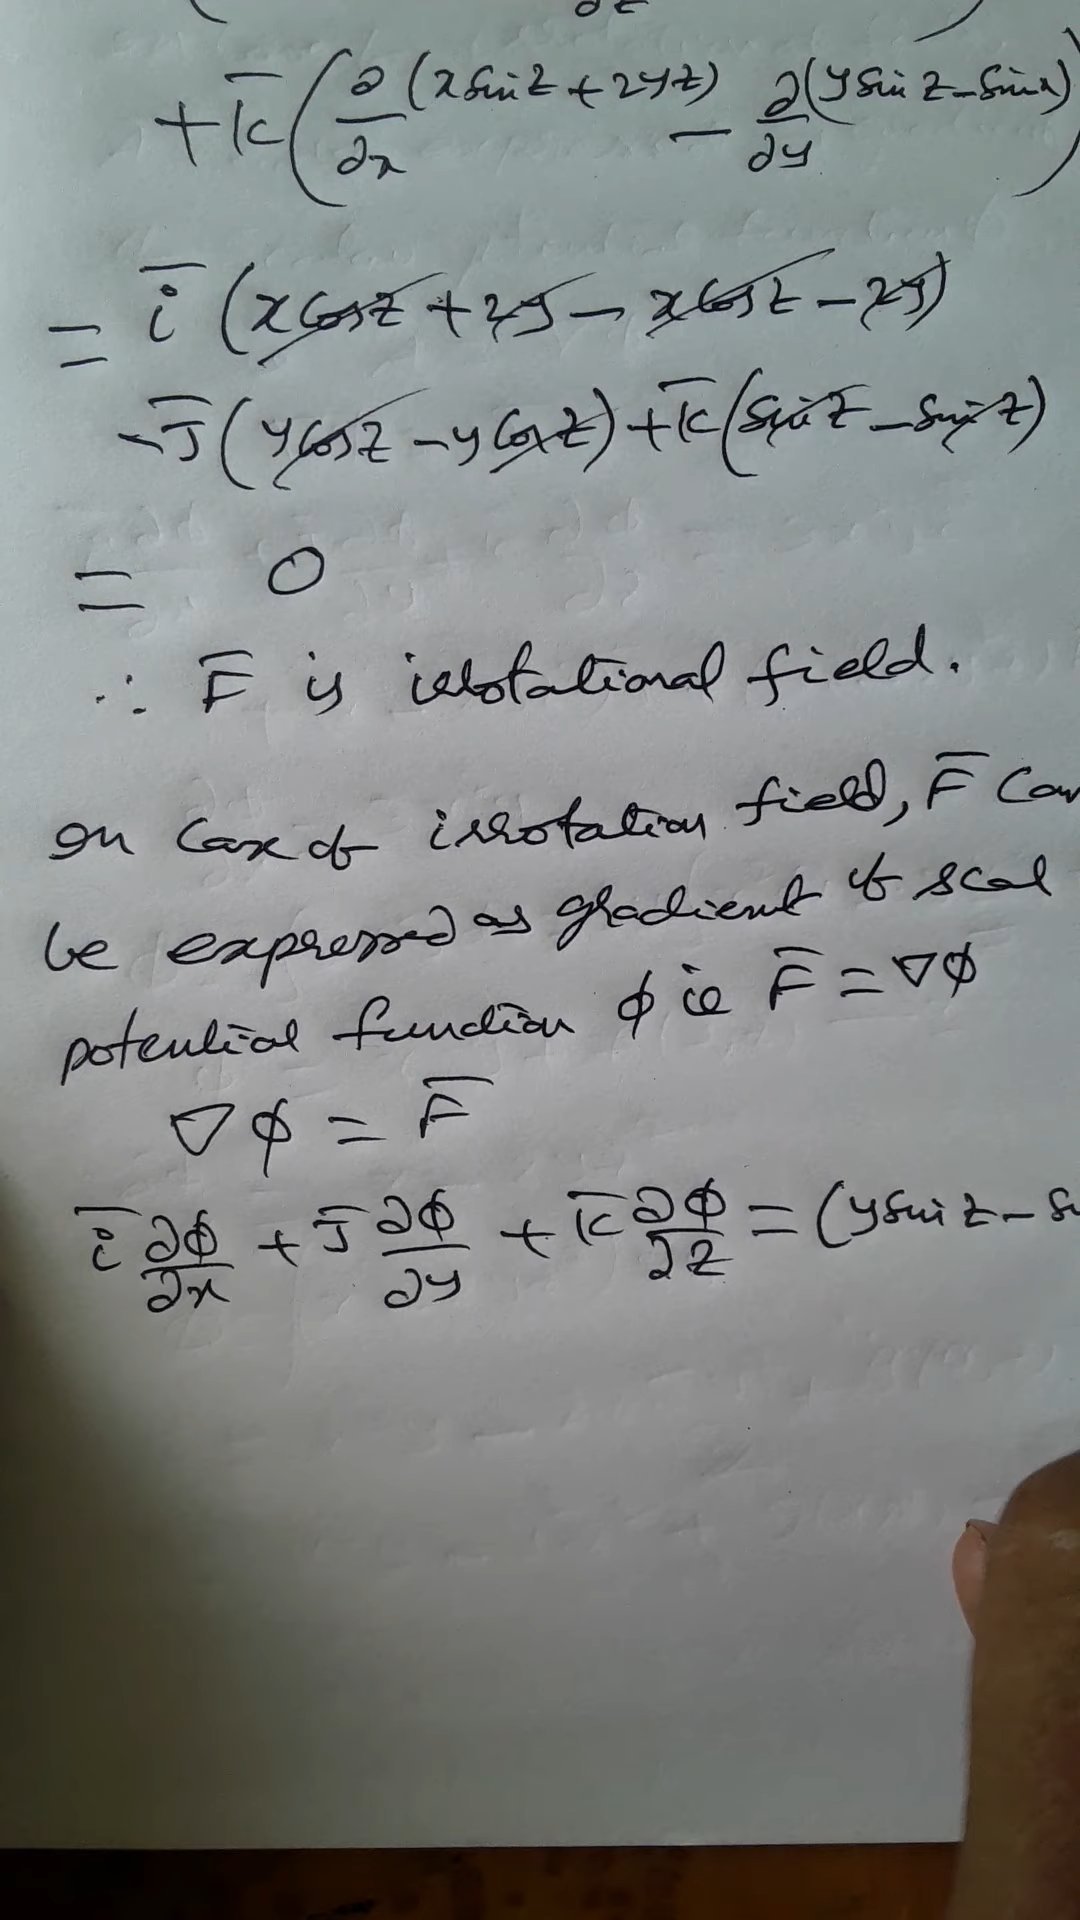 ∂z
+ k̄ ( ∂/∂x (x sin z + 2yz) − ∂/∂y (y sin z − sin x) )
= ī (x cos z + 2y − x cos z − 2y)
− j̄ (y cos z − y cos z) + k̄ (sin z − sin z)
= 0
∴ F̄ is irrotational field.
In case of irrotation field, F̄ can
be expressed as gradient of scal
potential function ϕ ie F̄ = ∇ϕ
∇ϕ = F̄
ī ∂ϕ/∂x + j̄ ∂ϕ/∂y + k̄ ∂ϕ/∂z = (y sin z − s